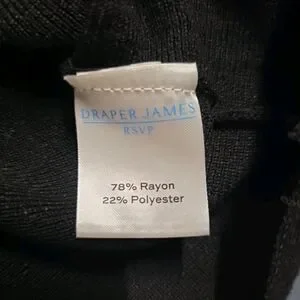 DRAPER JAMES
RSVP
78% Rayon
22% Polyester